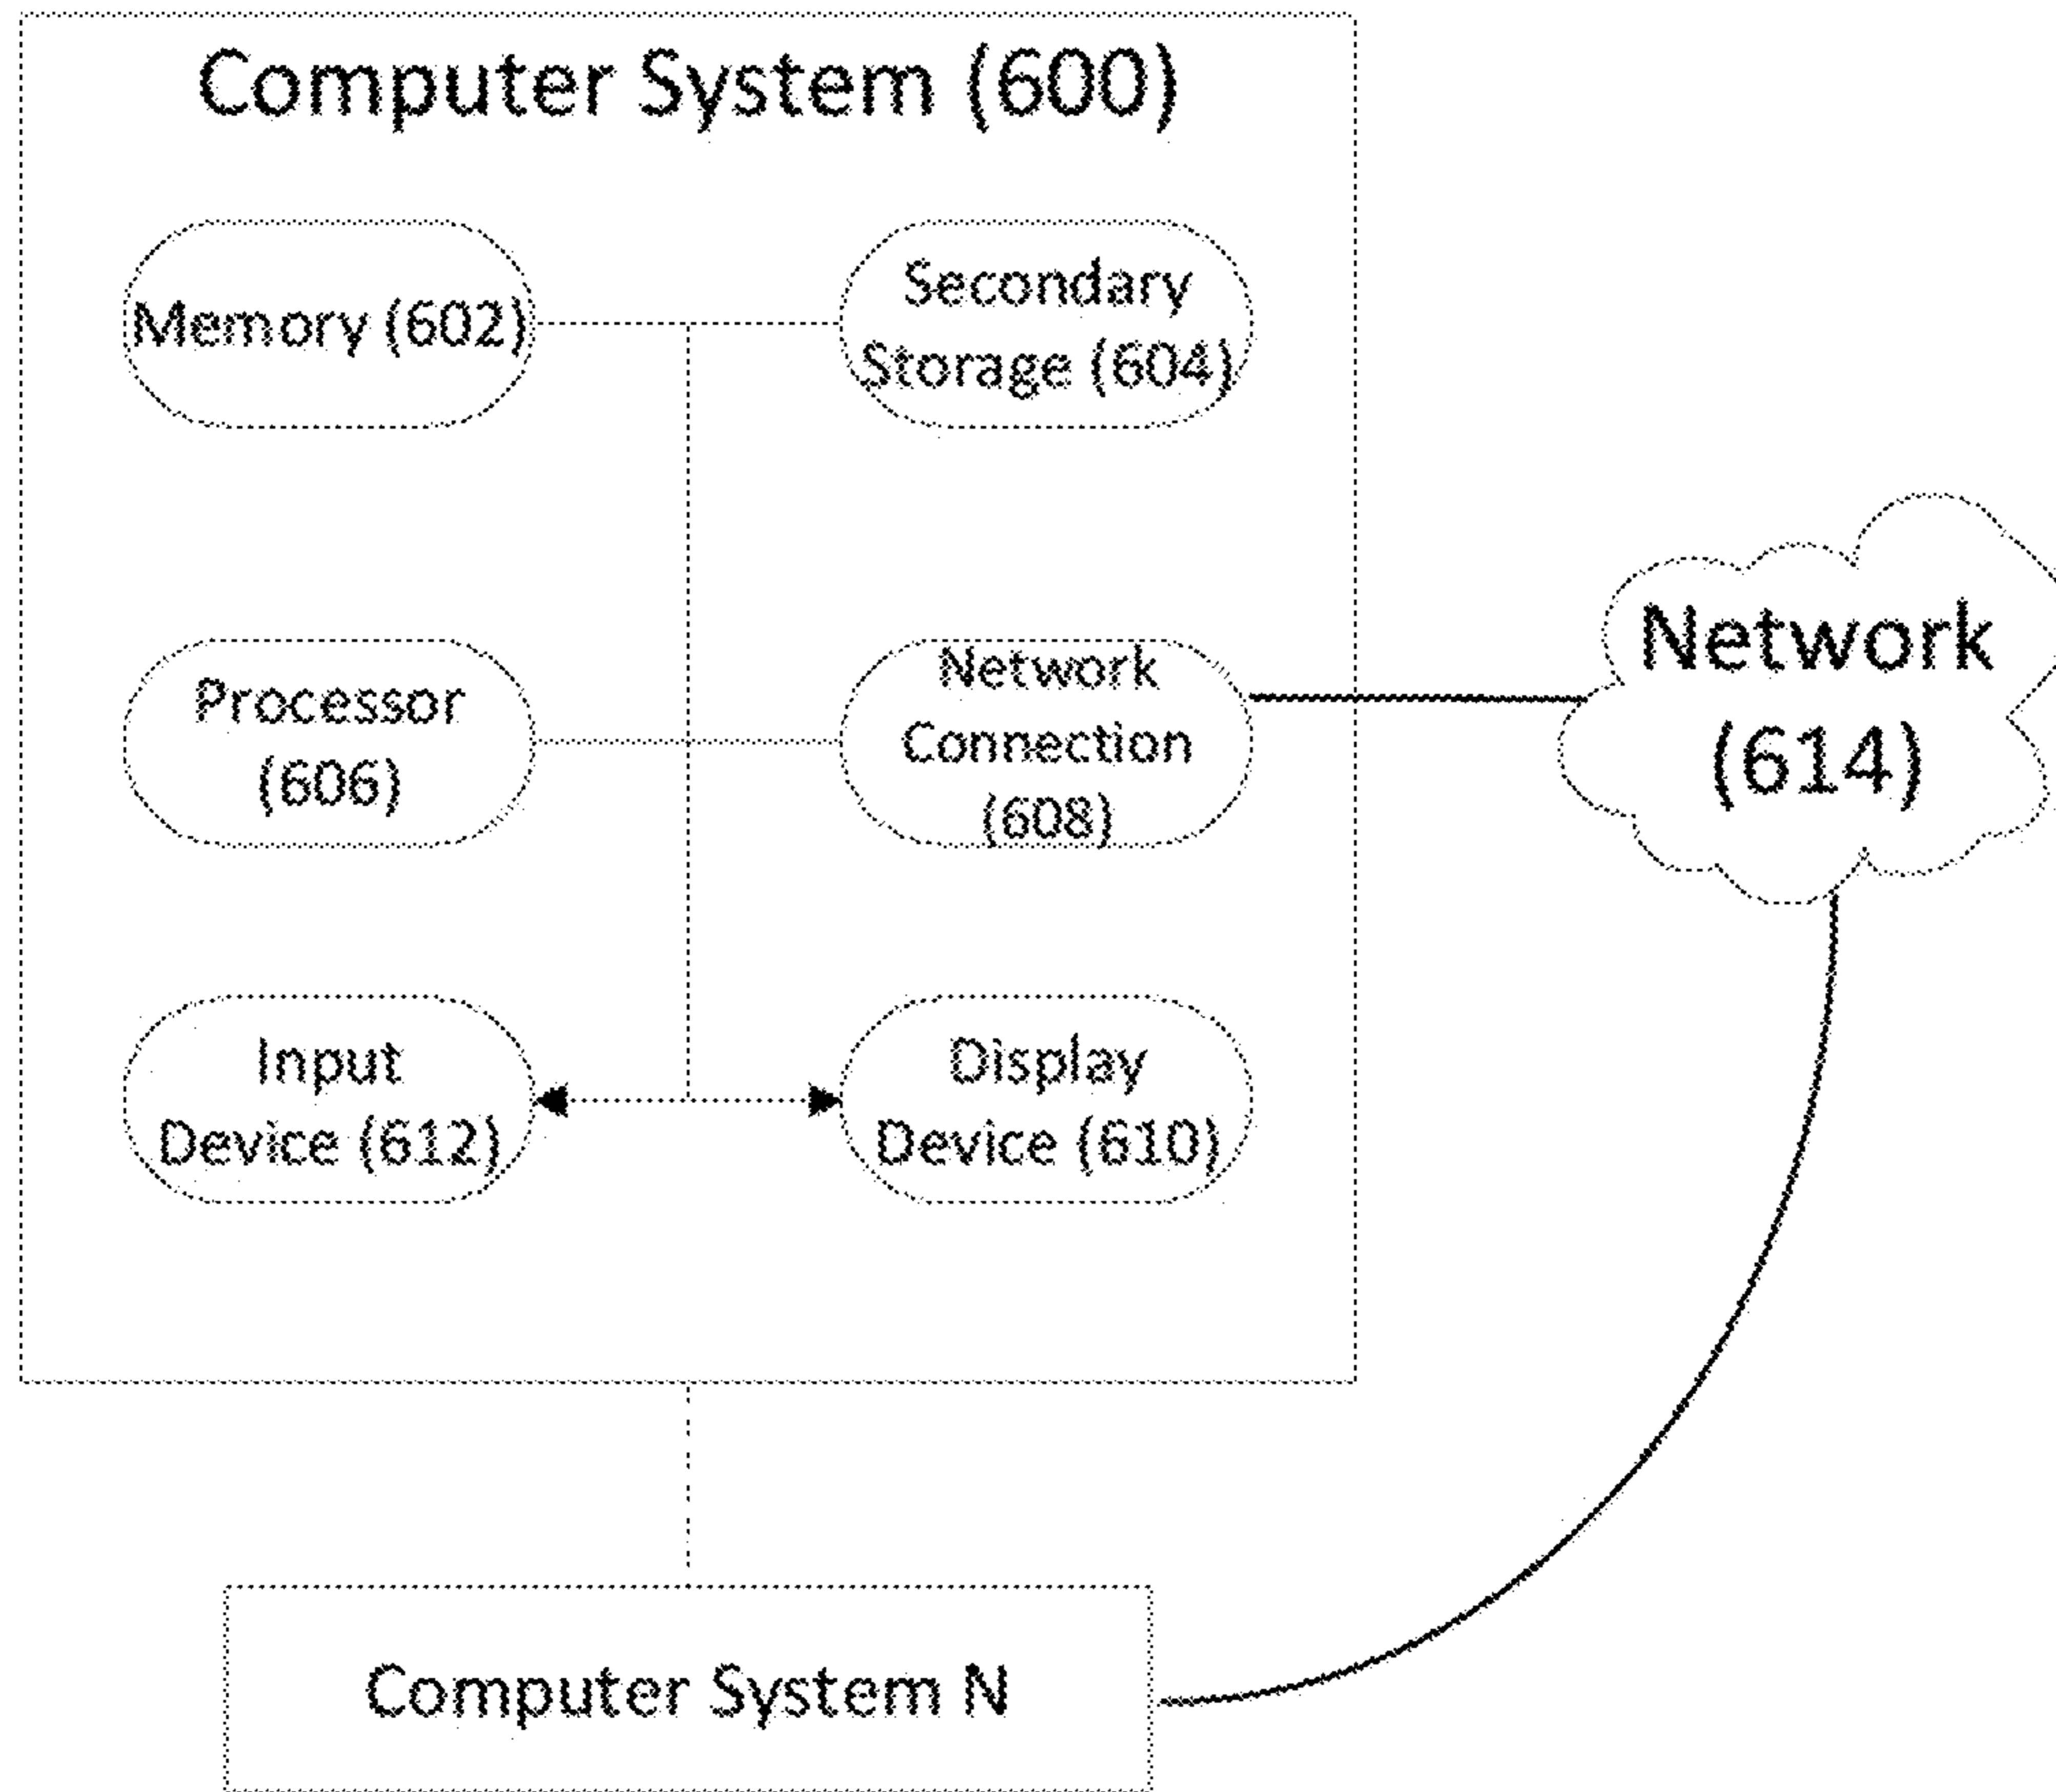 Computer System (600)
Memory (602)
Secondary
Storage (604)
Processor
(606)
Network
Connection
(608)
Network
(614)
Input
Device (612)
Display
Device (610)
Computer System N